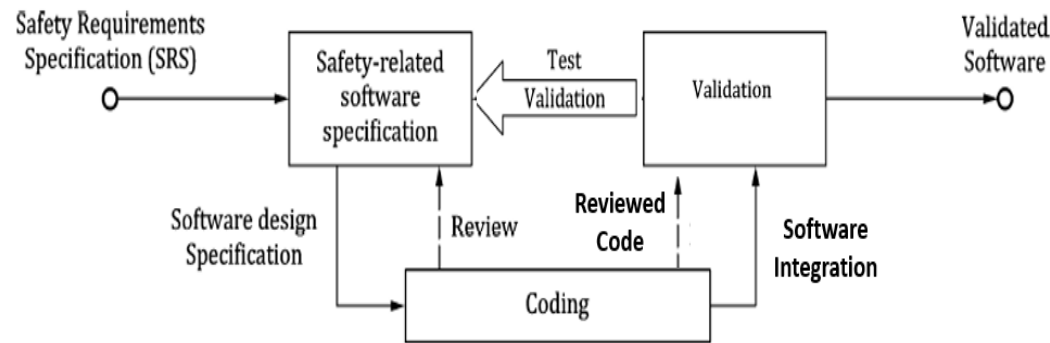 Safety Requirements
Specification (SRS)
Safety-related
software
specification
Test
Validation
Validation
Validated
Software
Software design
Specification
Review
Reviewed
Code
Software
Integration
Coding